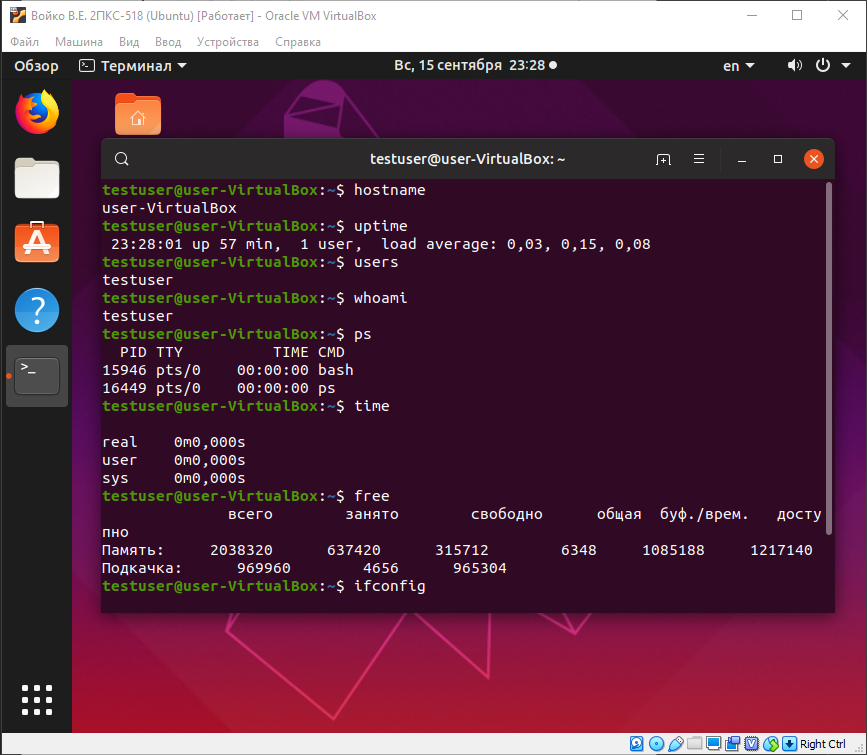 Войко В.Е. 2ПКС-518 (Ubuntu) [Работает] - Oracle VM VirtualBox
Файл Машина Вид Ввод Устройства Справка
Обзор Терминал Вс, 15 сентября 23:28 en
testuser@user-VirtualBox: ~
testuser@user-VirtualBox:~$ hostname
user-VirtualBox
testuser@user-VirtualBox:~$ uptime
 23:28:01 up 57 min,  1 user,  load average: 0,03, 0,15, 0,08
testuser@user-VirtualBox:~$ users
testuser
testuser@user-VirtualBox:~$ whoami
testuser
testuser@user-VirtualBox:~$ ps
  PID TTY          TIME CMD
15946 pts/0    00:00:00 bash
16449 pts/0    00:00:00 ps
testuser@user-VirtualBox:~$ time
real    0m0,000s
user    0m0,000s
sys     0m0,000s
testuser@user-VirtualBox:~$ free
              всего        занято        свободно      общая  буф./врем.   досту
пно
Память:     2038320      637420      315712        6348     1085188     1217140
Подкачка:      969960        4656      965304
testuser@user-VirtualBox:~$ ifconfig
Right Ctrl